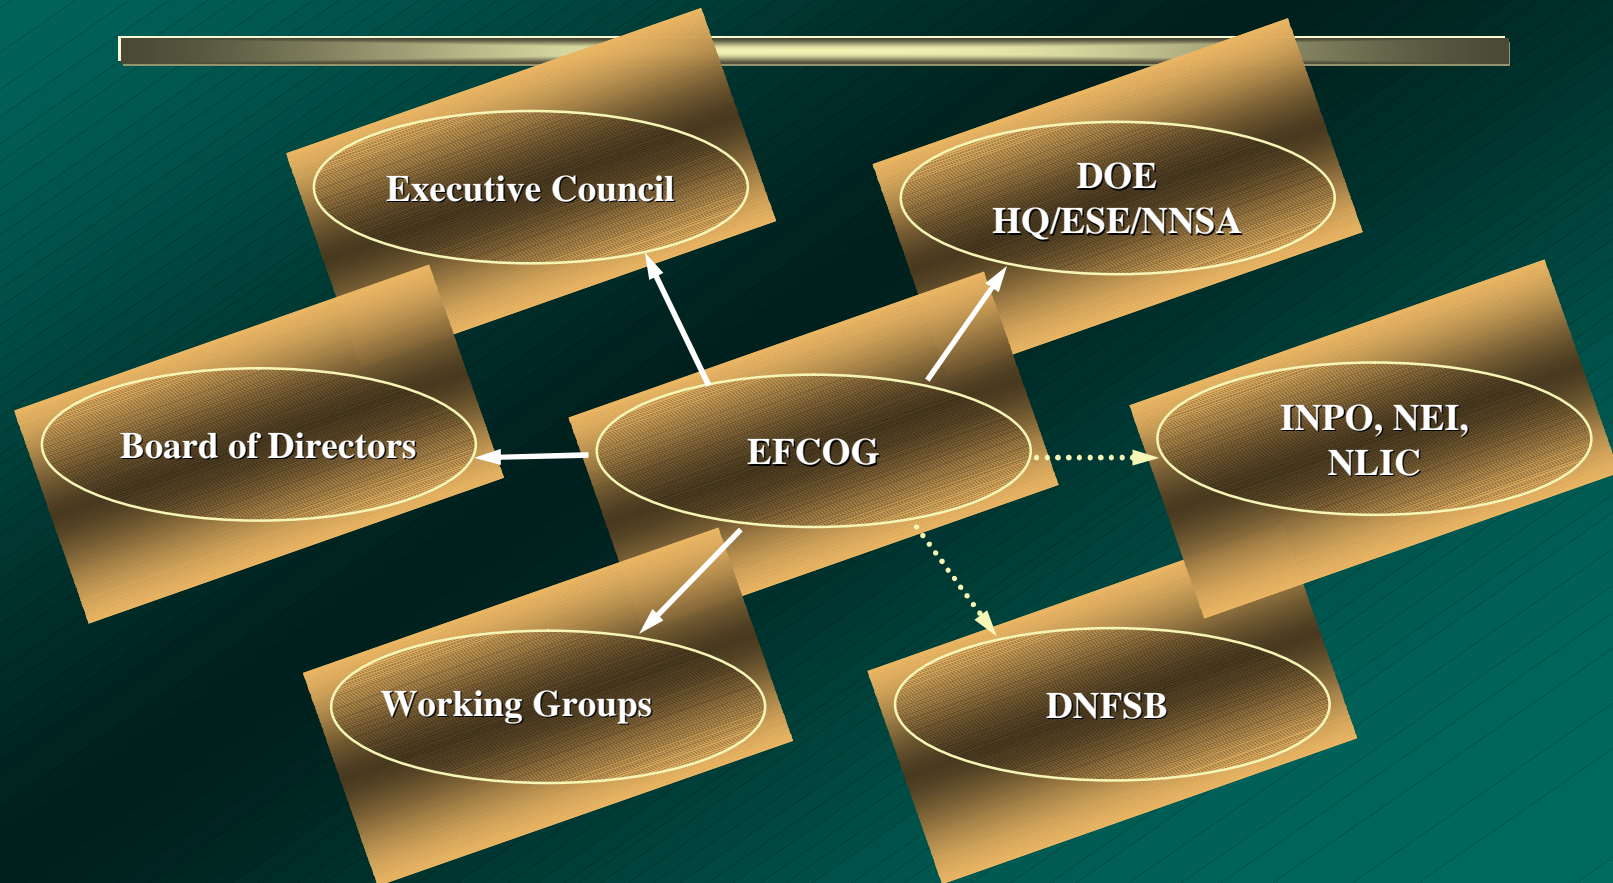 Executive Council
DOE
HQ/ESE/NNSA
Board of Directors
EFCOG
INPO, NEI,
NLIC
Working Groups
DNFSB